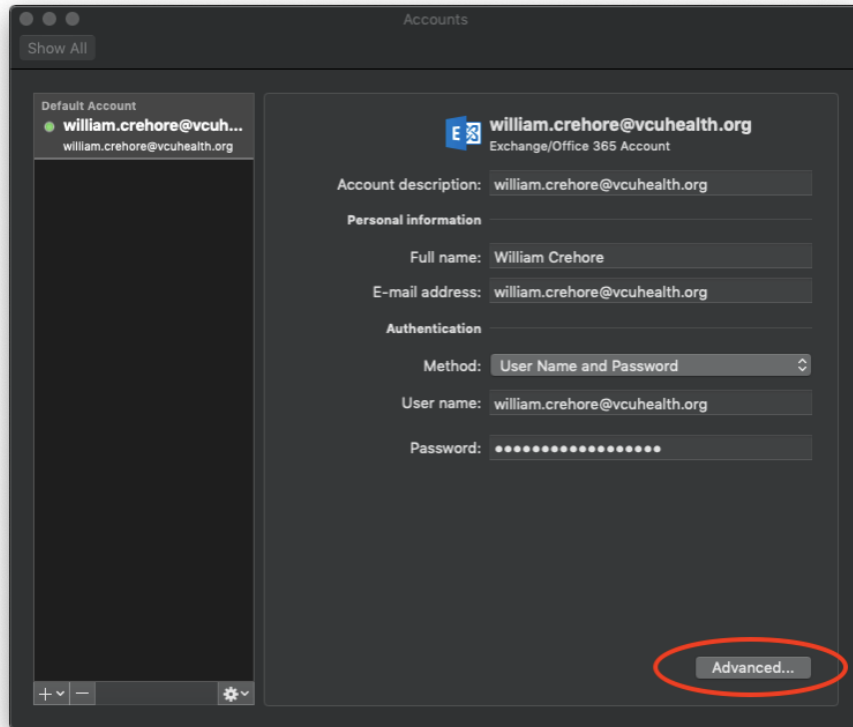 Accounts
Show All
Default Account
william.crehore@vcuh...
william.crehore@vcuhealth.org
E
william.crehore@vcuhealth.org
Exchange/Office 365 Account
Account description: william.crehore@vcuhealth.org
Personal information
Full name: William Crehore
E-mail address: william.crehore@vcuhealth.org
Authentication
Method: User Name and Password
User name: william.crehore@vcuhealth.org
Password: ••••••••••••••••••
Advanced...